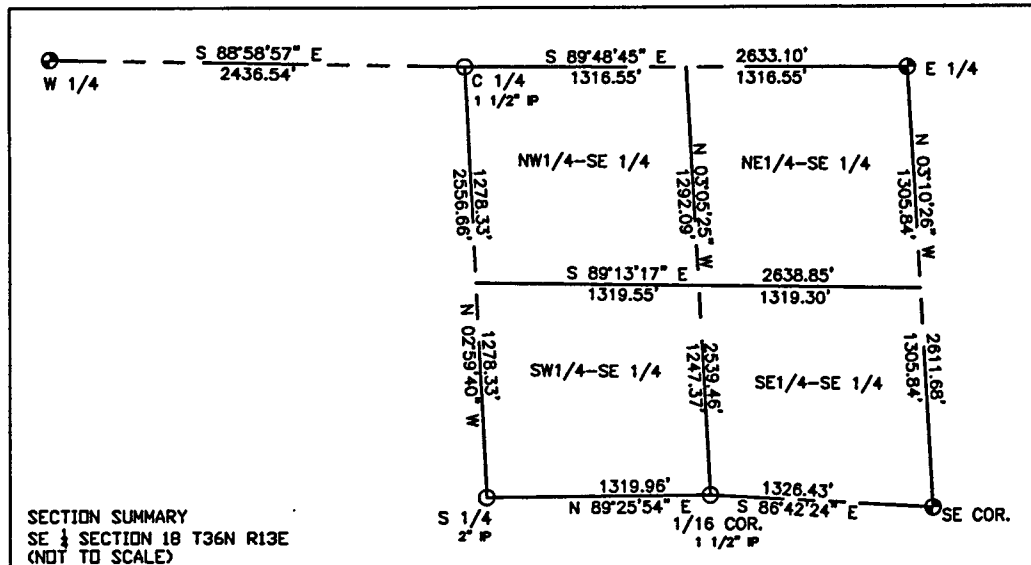 S 88°58'57" E
2436.54'
W 1/4
C 1/4
1 1/2" IP
S 89°48'45" E
1316.55'
2633.10'
1316.55'
E 1/4
NW1/4-SE 1/4
NE1/4-SE 1/4
1278.33'
2556.66'
N 03°05'25" W
1292.09'
N 03°10'26" W
1305.84'
S 89°13'17" E
1319.55'
2638.85'
1319.30'
1278.33'
N 02°59'40" W
SW1/4-SE 1/4
2539.46'
1247.37'
SE1/4-SE 1/4
2611.68'
1305.84'
S 1/4
2" IP
1319.96'
N 89°25'54" E
1/16 COR.
1 1/2" IP
1326.43'
S 86°42'24" E
SE COR.
SECTION SUMMARY
SE 1/4 SECTION 18 T36N R13E
(NOT TO SCALE)